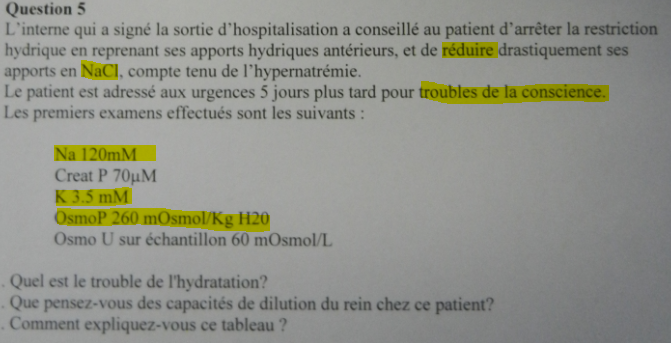 Question 5
L'interne qui a signé la sortie d'hospitalisation a conseillé au patient d'arrêter la restriction
hydrique en reprenant ses apports hydriques antérieurs, et de réduire drastiquement ses
apports en NaCl, compte tenu de l'hypernatrémie.
Le patient est adressé aux urgences 5 jours plus tard pour troubles de la conscience.
Les premiers examens effectués sont les suivants :
Na 120mM
Creat P 70µM
K 3.5 mM
OsmoP 260 mOsmol/Kg H20
Osmo U sur échantillon 60 mOsmol/L
. Quel est le trouble de l'hydratation?
. Que pensez-vous des capacités de dilution du rein chez ce patient?
. Comment expliquez-vous ce tableau ?